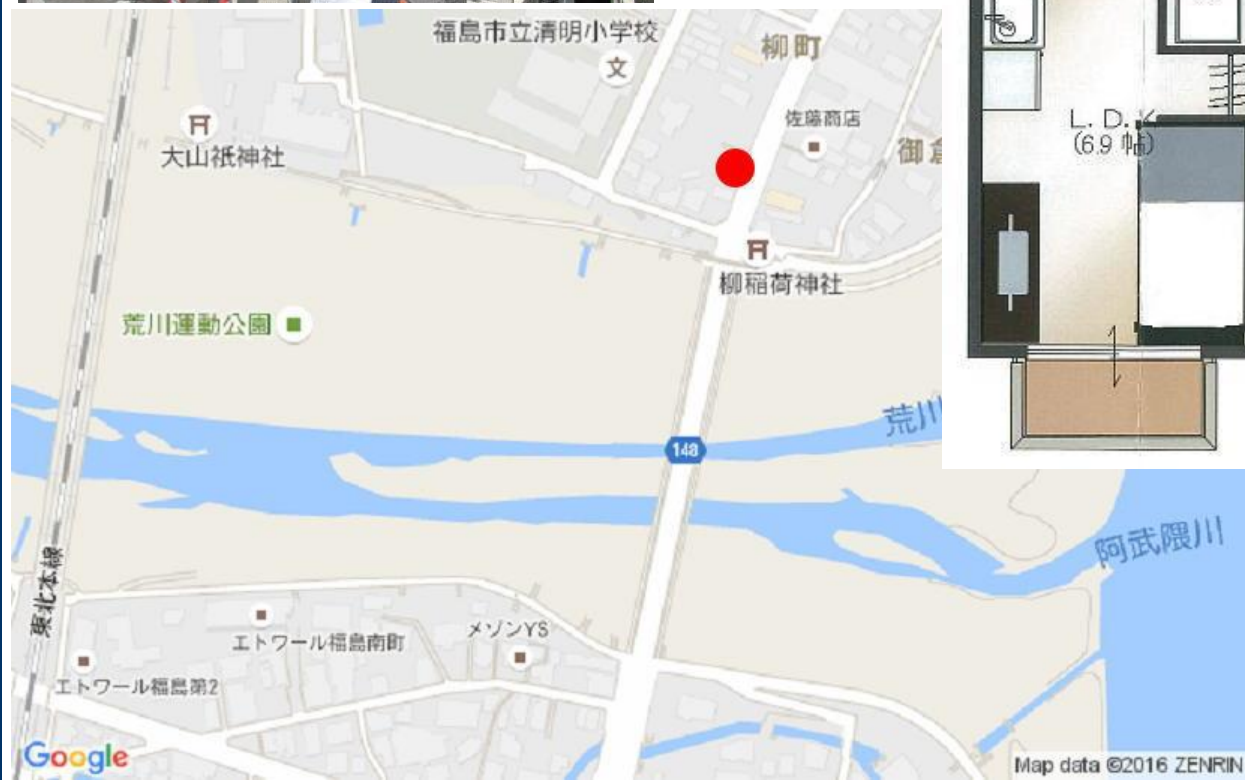 福島市立清明小学校
文
柳町
佐藤商店
大山祇神社
御倉
柳稲荷神社
荒川運動公園
荒川
148
阿武隈川
東北本線
エトワール福島南町
メゾンYS
エトワール福島第2
Google
Map data ©2016 ZENRIN
L. D. K
(6.9 帖)